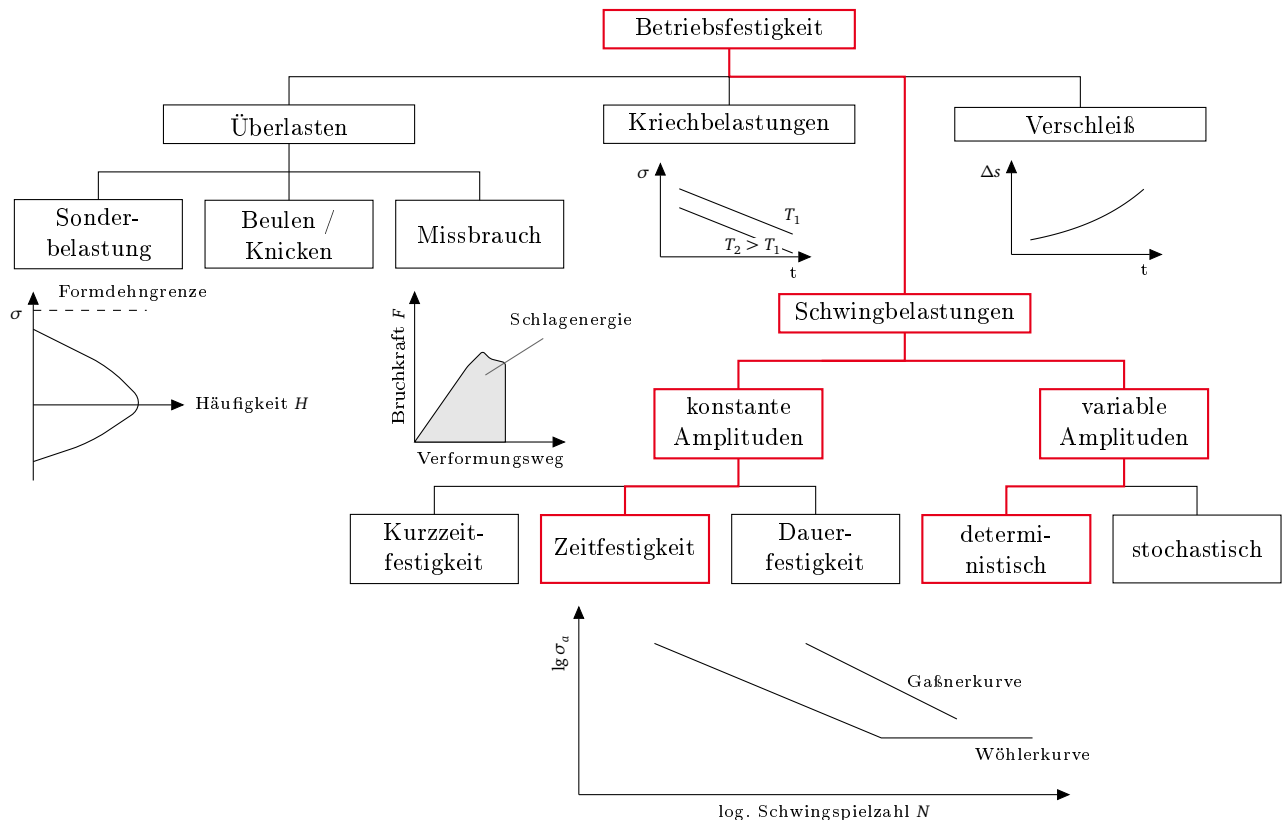 Betriebsfestigkeit
Überlasten
Kriechbelastungen
Verschleiß
Sonder-
belastung
Beulen /
Knicken
Missbrauch
σ
T₁
T₂ > T₁
t
Δs
t
Formdehngrenze
σ
Häufigkeit H
Bruchkraft F
Schlagenergie
Verformungsweg
Schwingbelastungen
konstante
Amplituden
variable
Amplituden
Kurzzeit-
festigkeit
Zeitfestigkeit
Dauer-
festigkeit
determi-
nistisch
stochastisch
lg σₐ
Gaßnerkurve
Wöhlerkurve
log. Schwingspielzahl N